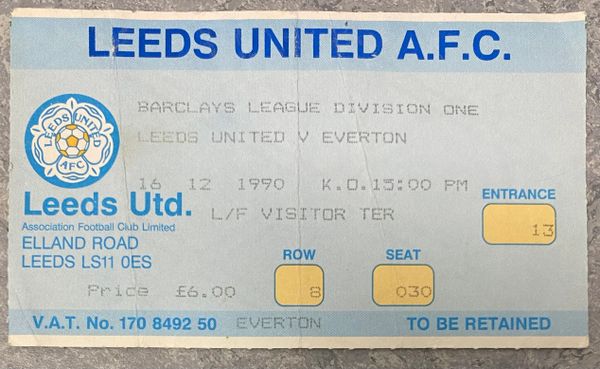 LEEDS UNITED A.F.C.
BARCLAYS LEAGUE DIVISION ONE
LEEDS UNITED V EVERTON
LEEDS UNITED
AFC
16 12 1990 K.O.15:00 PM
Leeds Utd.
L/F VISITOR TER
ENTRANCE
13
Association Football Club Limited
ELLAND ROAD
LEEDS LS11 0ES
ROW
8
SEAT
030
Price £6.00
V.A.T. No. 170 8492 50 EVERTON TO BE RETAINED